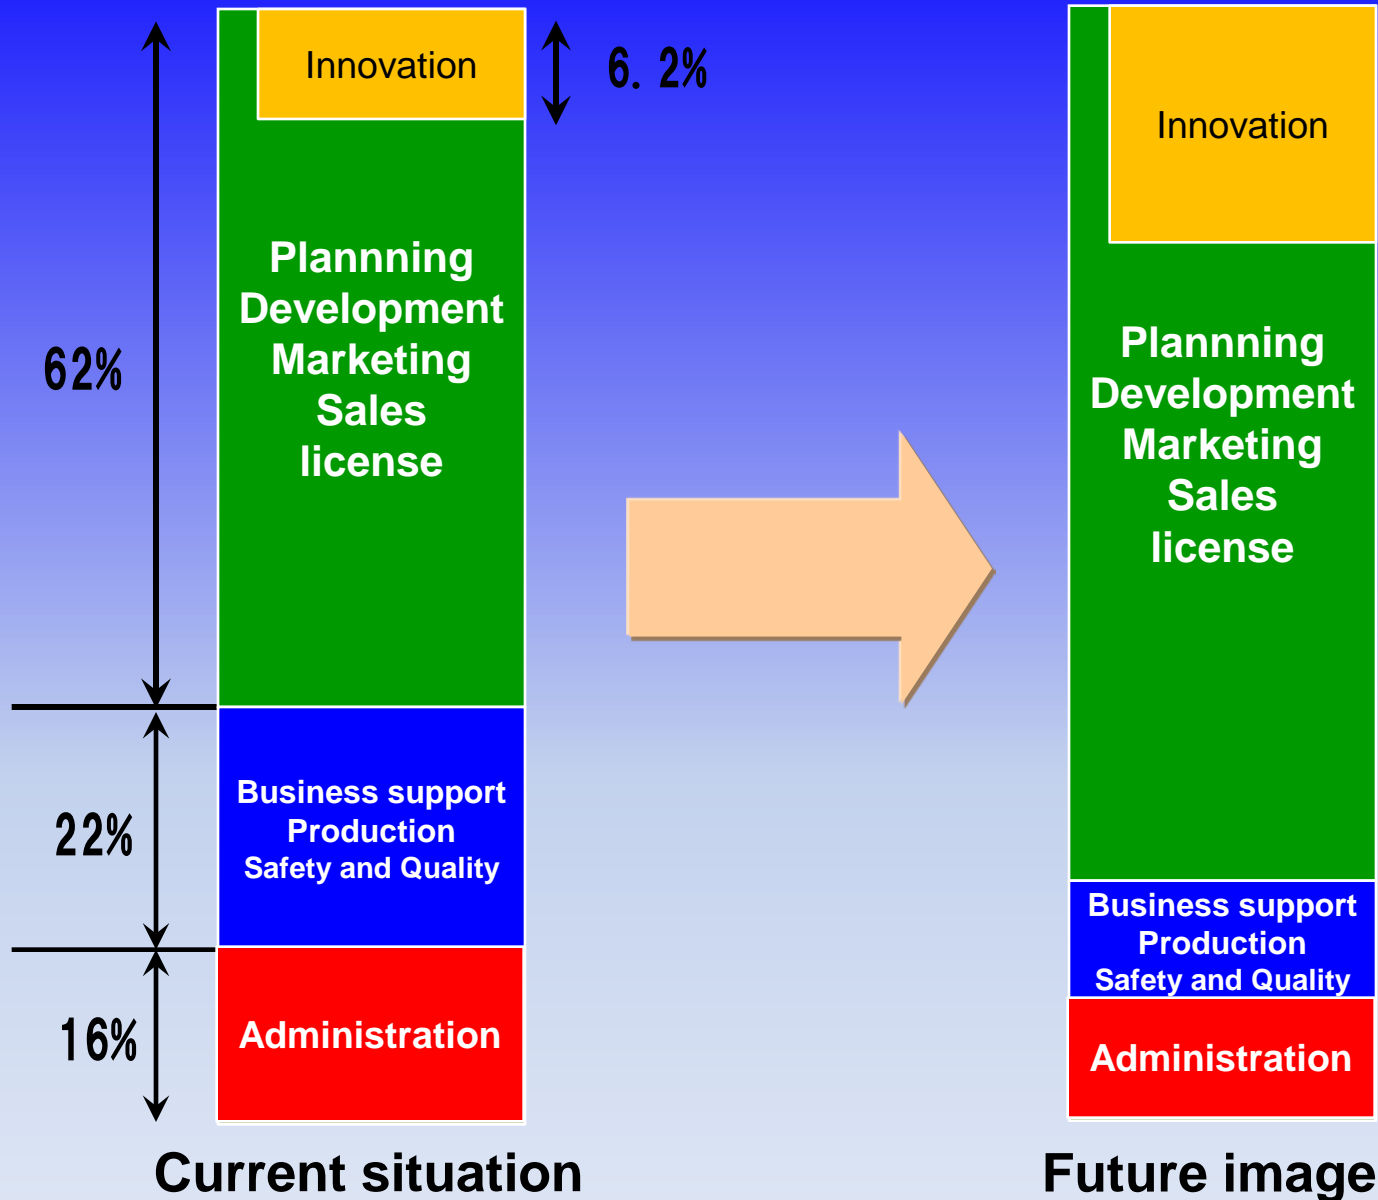 Innovation
6. 2%
Plannning
Development
Marketing
Sales
license
62%
Business support
Production
Safety and Quality
22%
Administration
16%
Current situation
Innovation
Plannning
Development
Marketing
Sales
license
Business support
Production
Safety and Quality
Administration
Future image